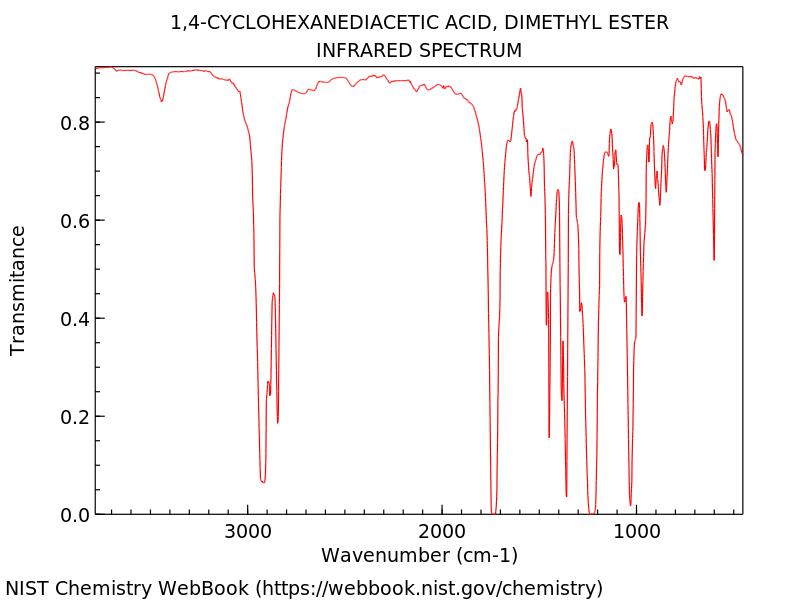 1,4-CYCLOHEXANEDIACETIC ACID, DIMETHYL ESTER
INFRARED SPECTRUM
0.8
0.6
0.4
0.2
0.0
Transmitance
3000 2000 1000
Wavenumber (cm-1)
NIST Chemistry WebBook (https://webbook.nist.gov/chemistry)